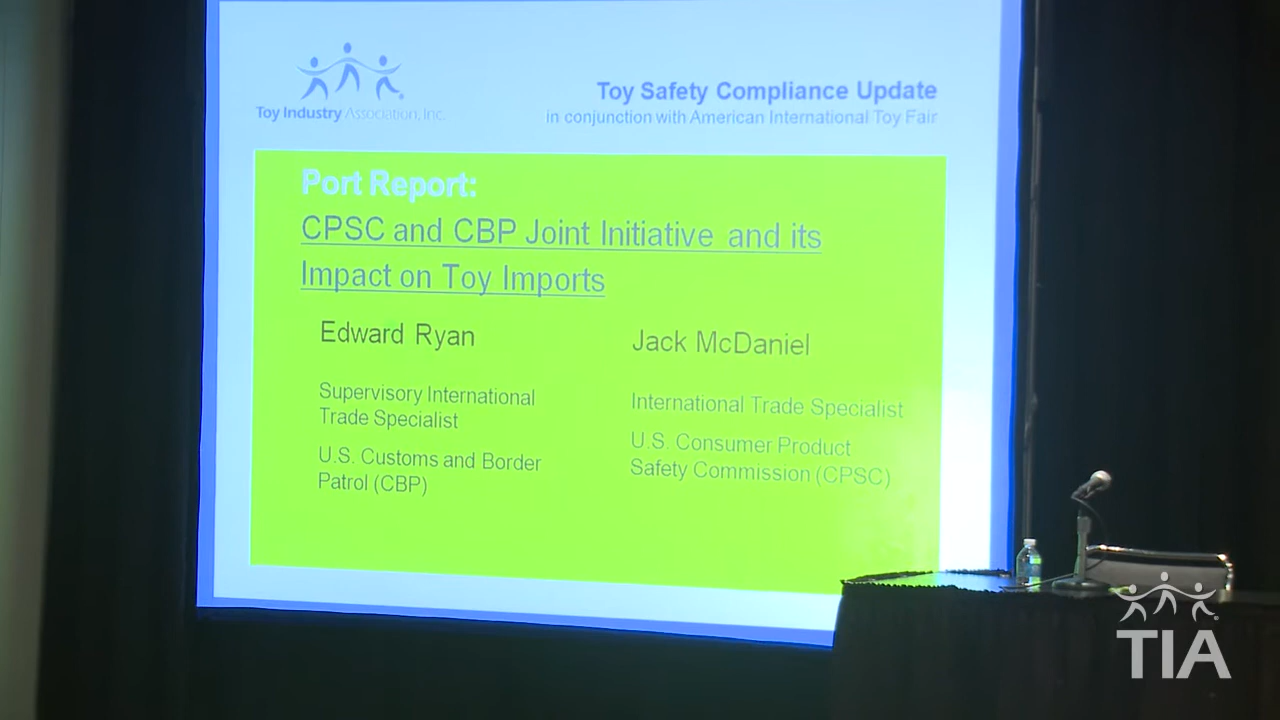 Toy Industry Association, Inc.
Toy Safety Compliance Update
in conjunction with American International Toy Fair
Port Report:
CPSC and CBP Joint Initiative and its
Impact on Toy Imports
Edward Ryan
Supervisory International
Trade Specialist
U.S. Customs and Border
Patrol (CBP)
Jack McDaniel
International Trade Specialist
U.S. Consumer Product
Safety Commission (CPSC)
TIA